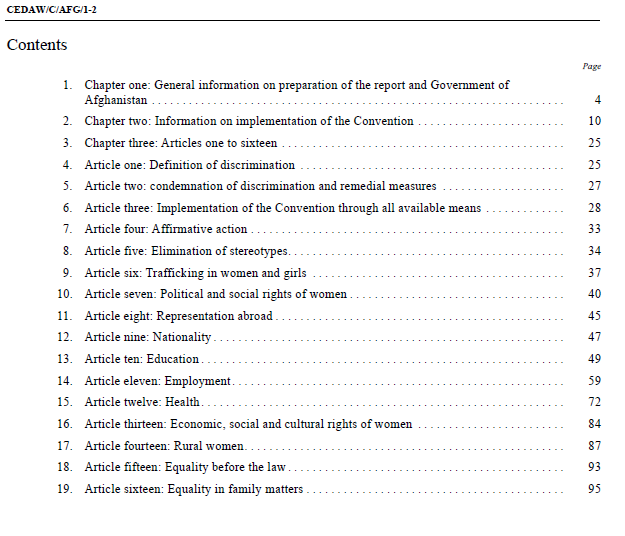 CEDAW/C/AFG/1-2
Contents
Page
1. Chapter one: General information on preparation of the report and Government of
Afghanistan . . . . . . . . . . . . . . . . . . . . . . . . . . . . . . 4
2. Chapter two: Information on implementation of the Convention . . . . . . . . . . . . 10
3. Chapter three: Articles one to sixteen . . . . . . . . . . . . . . . . . . . . 25
4. Article one: Definition of discrimination . . . . . . . . . . . . . . . . . . . . 25
5. Article two: condemnation of discrimination and remedial measures . . . . . . . . . . 27
6. Article three: Implementation of the Convention through all available means . . . . . . . . 28
7. Article four: Affirmative action . . . . . . . . . . . . . . . . . . . . . . 33
8. Article five: Elimination of stereotypes. . . . . . . . . . . . . . . . . . . . 34
9. Article six: Trafficking in women and girls . . . . . . . . . . . . . . . . . . 37
10. Article seven: Political and social rights of women . . . . . . . . . . . . . . . . 40
11. Article eight: Representation abroad . . . . . . . . . . . . . . . . . . . . 45
12. Article nine: Nationality . . . . . . . . . . . . . . . . . . . . . . . . 47
13. Article ten: Education . . . . . . . . . . . . . . . . . . . . . . . . . 49
14. Article eleven: Employment . . . . . . . . . . . . . . . . . . . . . . . 59
15. Article twelve: Health . . . . . . . . . . . . . . . . . . . . . . . . . 72
16. Article thirteen: Economic, social and cultural rights of women . . . . . . . . . . . . 84
17. Article fourteen: Rural women . . . . . . . . . . . . . . . . . . . . . . 87
18. Article fifteen: Equality before the law . . . . . . . . . . . . . . . . . . . 93
19. Article sixteen: Equality in family matters . . . . . . . . . . . . . . . . . . 95